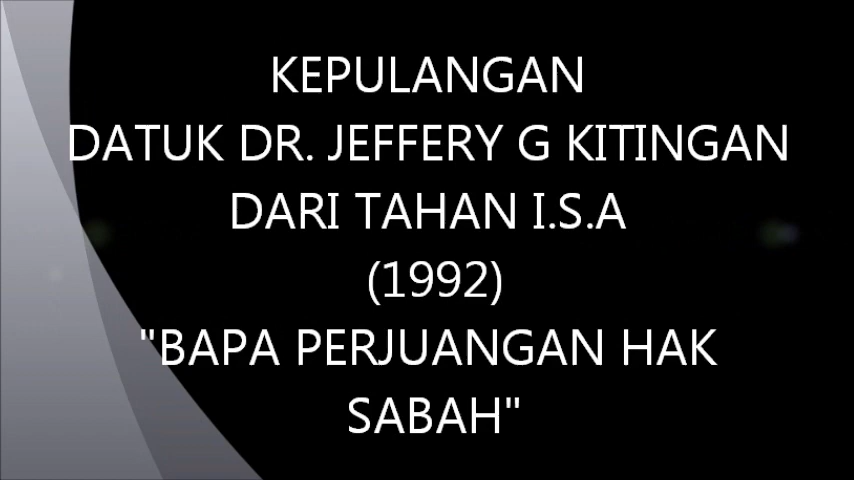 KEPULANGAN
DATUK DR. JEFFERY G KITINGAN
DARI TAHAN I.S.A
(1992)
"BAPA PERJUANGAN HAK
SABAH"